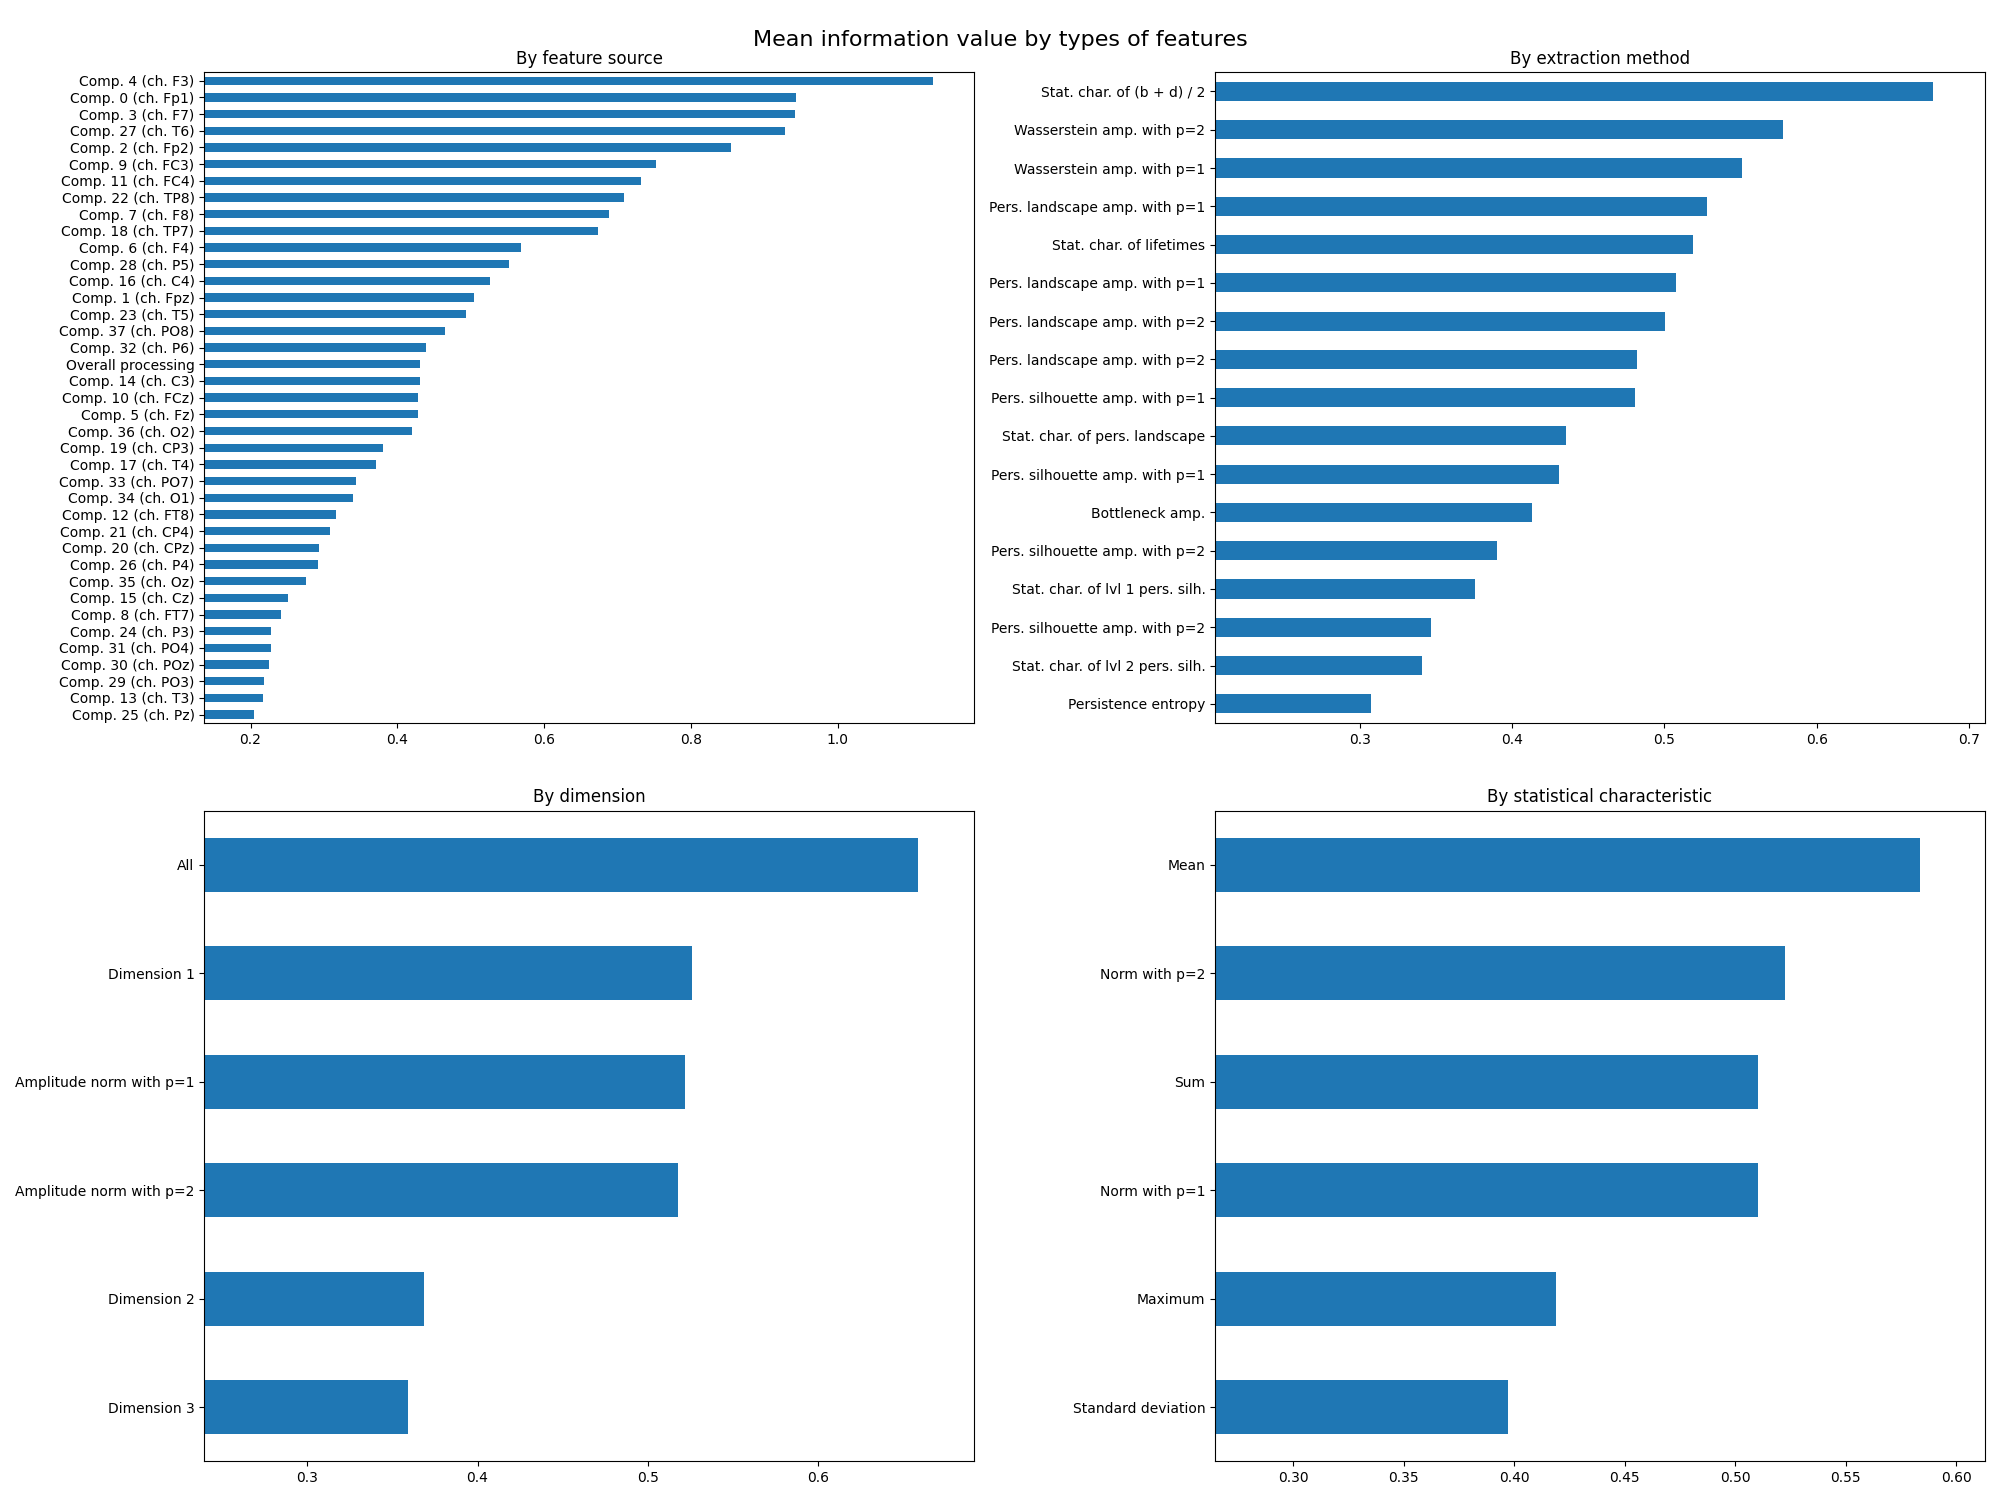 Mean information value by types of features
By feature source
Comp. 4 (ch. F3)
Comp. 0 (ch. Fp1)
Comp. 3 (ch. F7)
Comp. 27 (ch. T6)
Comp. 2 (ch. Fp2)
Comp. 9 (ch. FC3)
Comp. 11 (ch. FC4)
Comp. 22 (ch. TP8)
Comp. 7 (ch. F8)
Comp. 18 (ch. TP7)
Comp. 6 (ch. F4)
Comp. 28 (ch. P5)
Comp. 16 (ch. C4)
Comp. 1 (ch. Fpz)
Comp. 23 (ch. T5)
Comp. 37 (ch. PO8)
Comp. 32 (ch. P6)
Overall processing
Comp. 14 (ch. C3)
Comp. 10 (ch. FCz)
Comp. 5 (ch. Fz)
Comp. 36 (ch. O2)
Comp. 19 (ch. CP3)
Comp. 17 (ch. T4)
Comp. 33 (ch. PO7)
Comp. 34 (ch. O1)
Comp. 12 (ch. FT8)
Comp. 21 (ch. CP4)
Comp. 20 (ch. CPz)
Comp. 26 (ch. P4)
Comp. 35 (ch. Oz)
Comp. 15 (ch. Cz)
Comp. 8 (ch. FT7)
Comp. 24 (ch. P3)
Comp. 31 (ch. PO4)
Comp. 30 (ch. POz)
Comp. 29 (ch. PO3)
Comp. 13 (ch. T3)
Comp. 25 (ch. Pz)
0.2 0.4 0.6 0.8 1.0
By extraction method
Stat. char. of (b + d) / 2
Wasserstein amp. with p=2
Wasserstein amp. with p=1
Pers. landscape amp. with p=1
Stat. char. of lifetimes
Pers. landscape amp. with p=1
Pers. landscape amp. with p=2
Pers. landscape amp. with p=2
Pers. silhouette amp. with p=1
Stat. char. of pers. landscape
Pers. silhouette amp. with p=1
Bottleneck amp.
Pers. silhouette amp. with p=2
Stat. char. of lvl 1 pers. silh.
Pers. silhouette amp. with p=2
Stat. char. of lvl 2 pers. silh.
Persistence entropy
0.3 0.4 0.5 0.6 0.7
By dimension
All
Dimension 1
Amplitude norm with p=1
Amplitude norm with p=2
Dimension 2
Dimension 3
0.3 0.4 0.5 0.6
By statistical characteristic
Mean
Norm with p=2
Sum
Norm with p=1
Maximum
Standard deviation
0.30 0.35 0.40 0.45 0.50 0.55 0.60